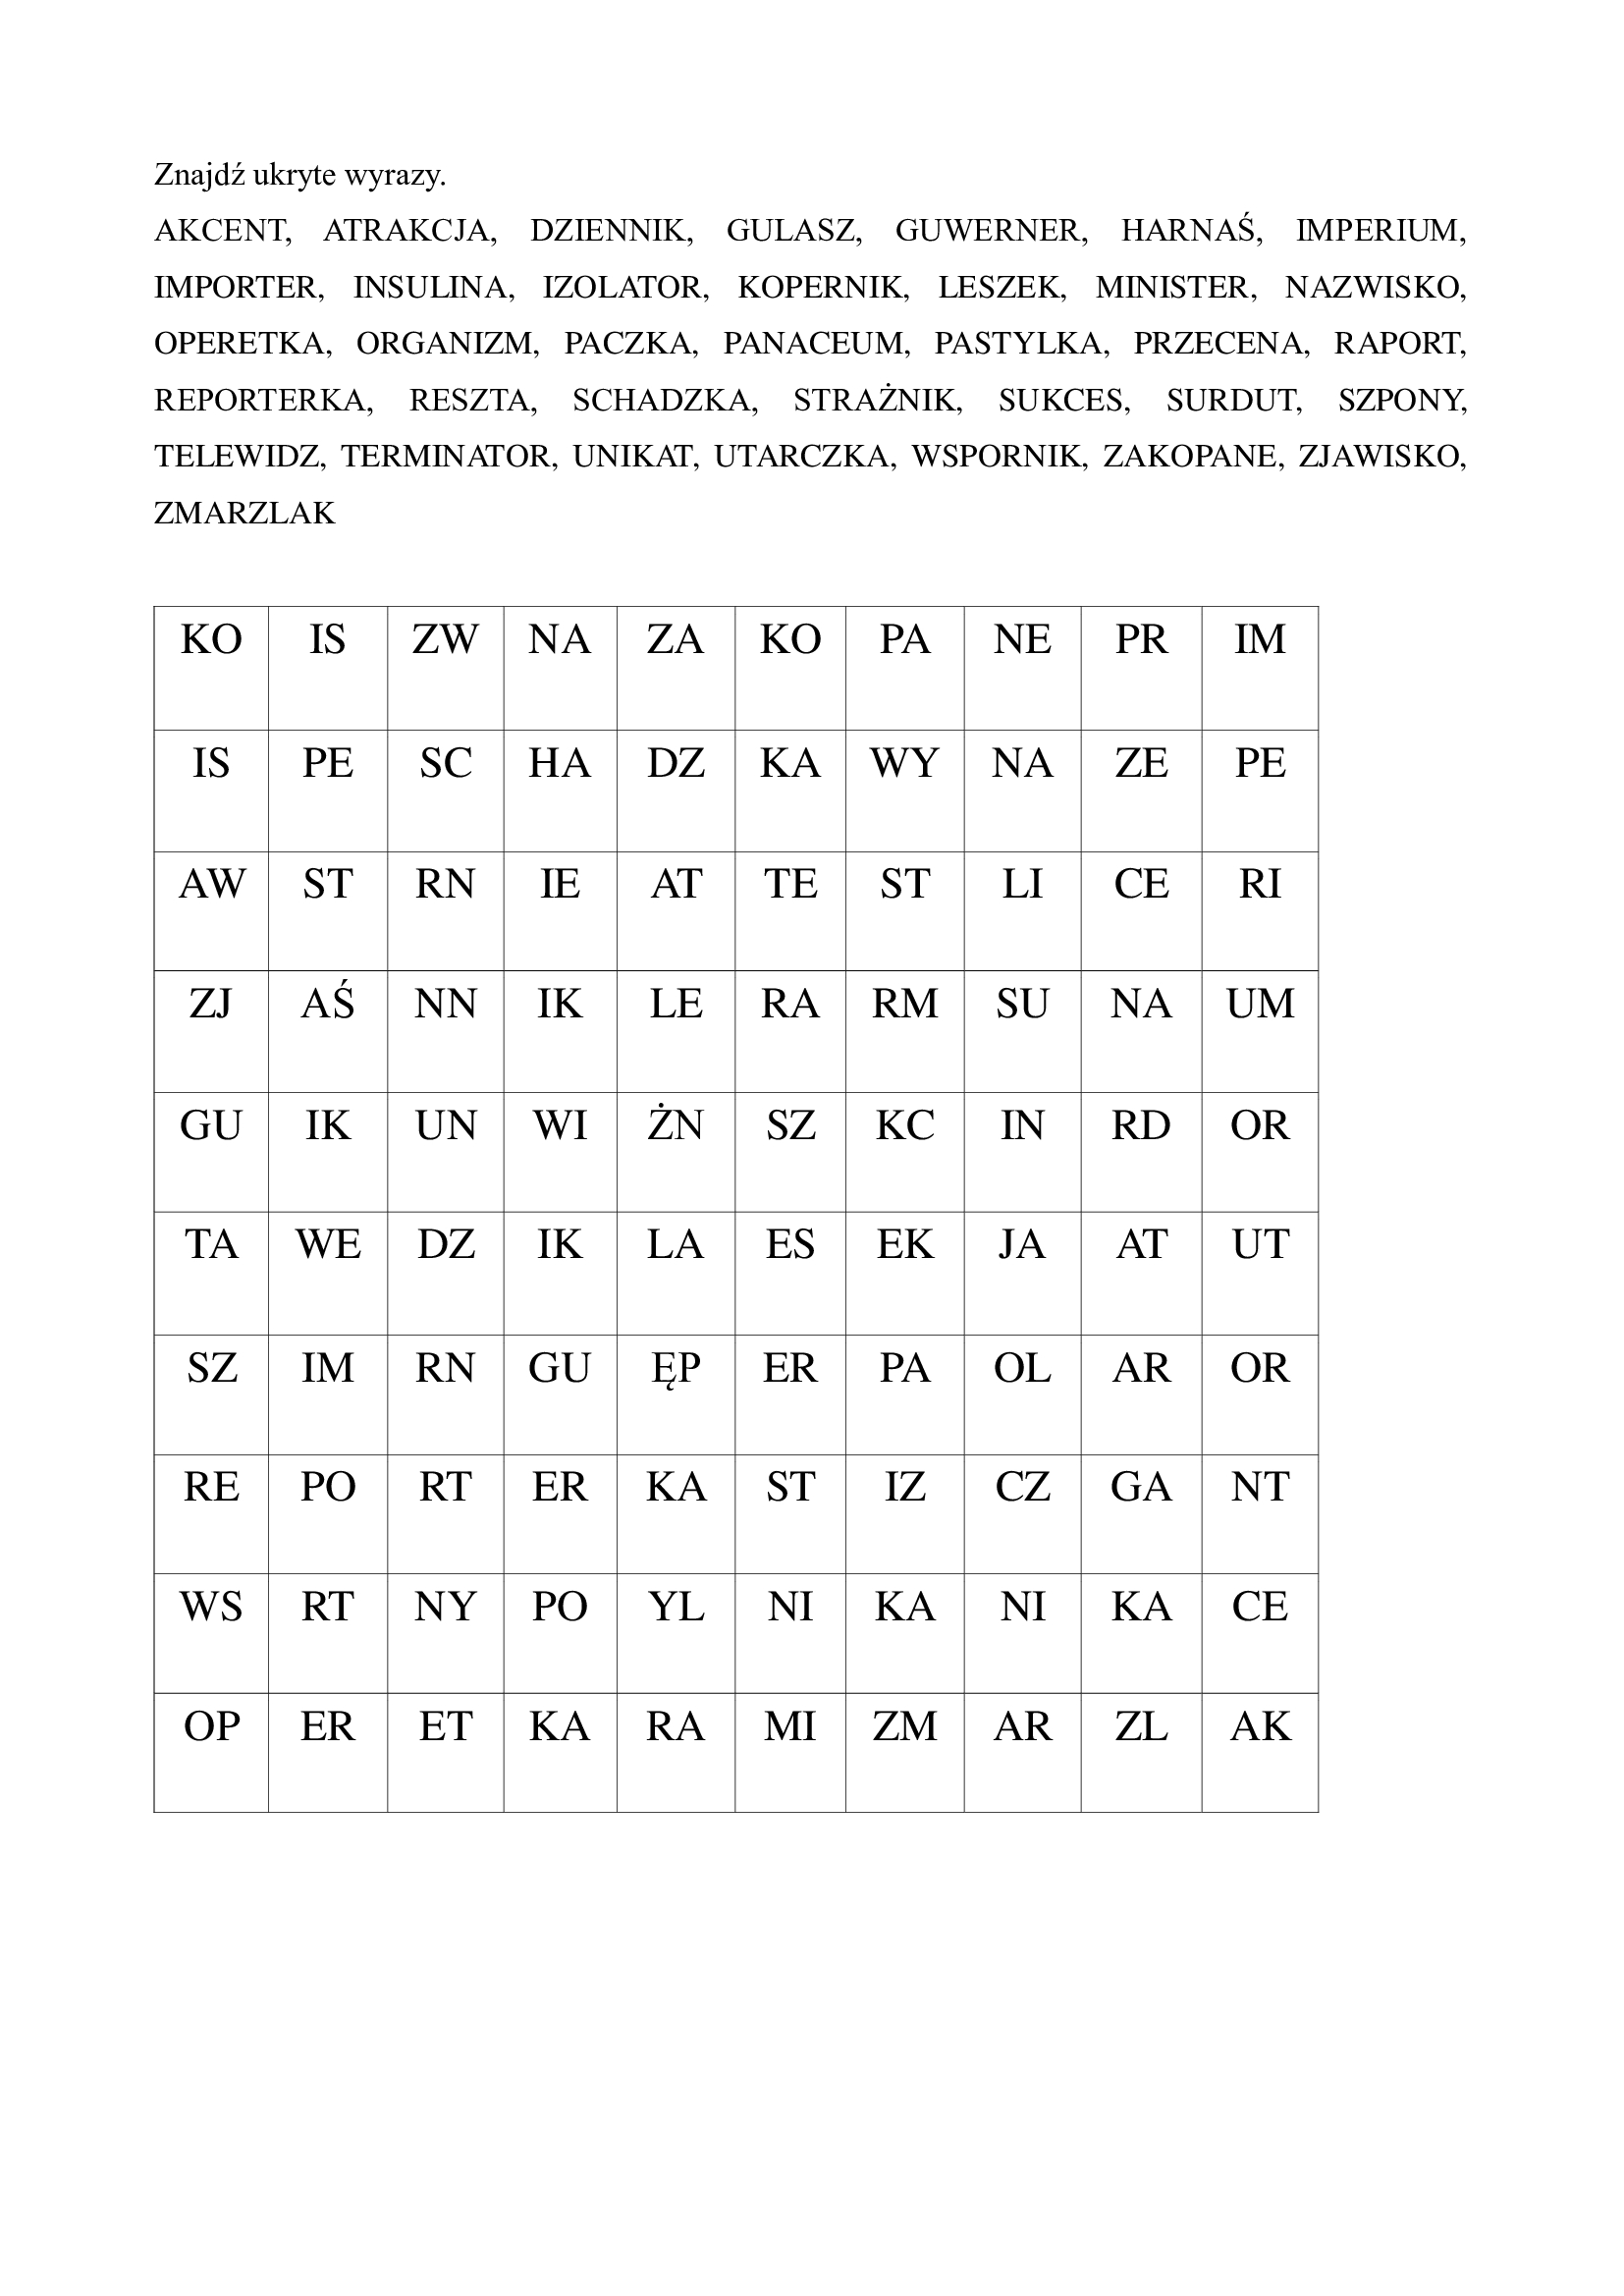 Znajdź ukryte wyrazy.
AKCENT, ATRAKCJA, DZIENNIK, GULASZ, GUWERNER, HARNAŚ, IMPERIUM,
IMPORTER, INSULINA, IZOLATOR, KOPERNIK, LESZEK, MINISTER, NAZWISKO,
OPERETKA, ORGANIZM, PACZKA, PANACEUM, PASTYLKA, PRZECENA, RAPORT,
REPORTERKA, RESZTA, SCHADZKA, STRAŻNIK, SUKCES, SURDUT, SZPONY,
TELEWIDZ, TERMINATOR, UNIKAT, UTARCZKA, WSPORNIK, ZAKOPANE, ZJAWISKO,
ZMARZLAK
KO IS ZW NA ZA KO PA NE PR IM
IS PE SC HA DZ KA WY NA ZE PE
AW ST RN IE AT TE ST LI CE RI
ZJ AŚ NN IK LE RA RM SU NA UM
GU IK UN WI ŻN SZ KC IN RD OR
TA WE DZ IK LA ES EK JA AT UT
SZ IM RN GU ĘP ER PA OL AR OR
RE PO RT ER KA ST IZ CZ GA NT
WS RT NY PO YL NI KA NI KA CE
OP ER ET KA RA MI ZM AR ZL AK